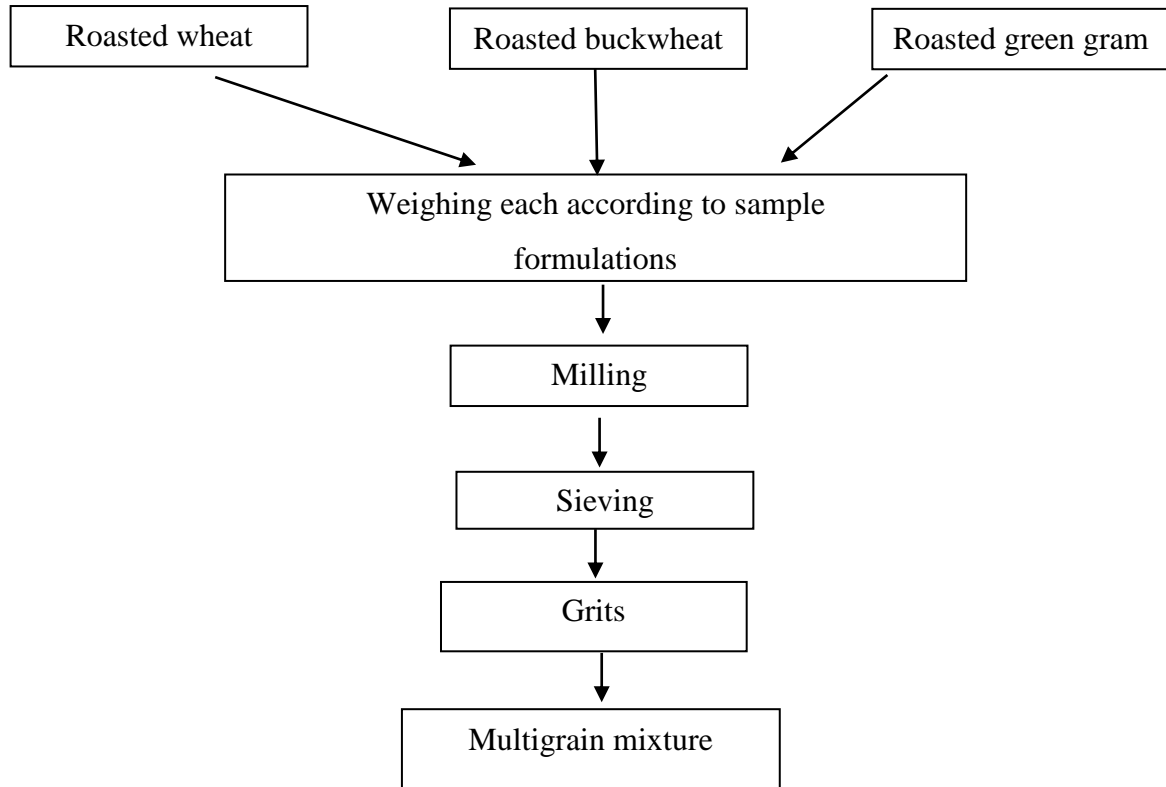 Roasted wheat
Roasted buckwheat
Roasted green gram
Weighing each according to sample
formulations
Milling
Sieving
Grits
Multigrain mixture